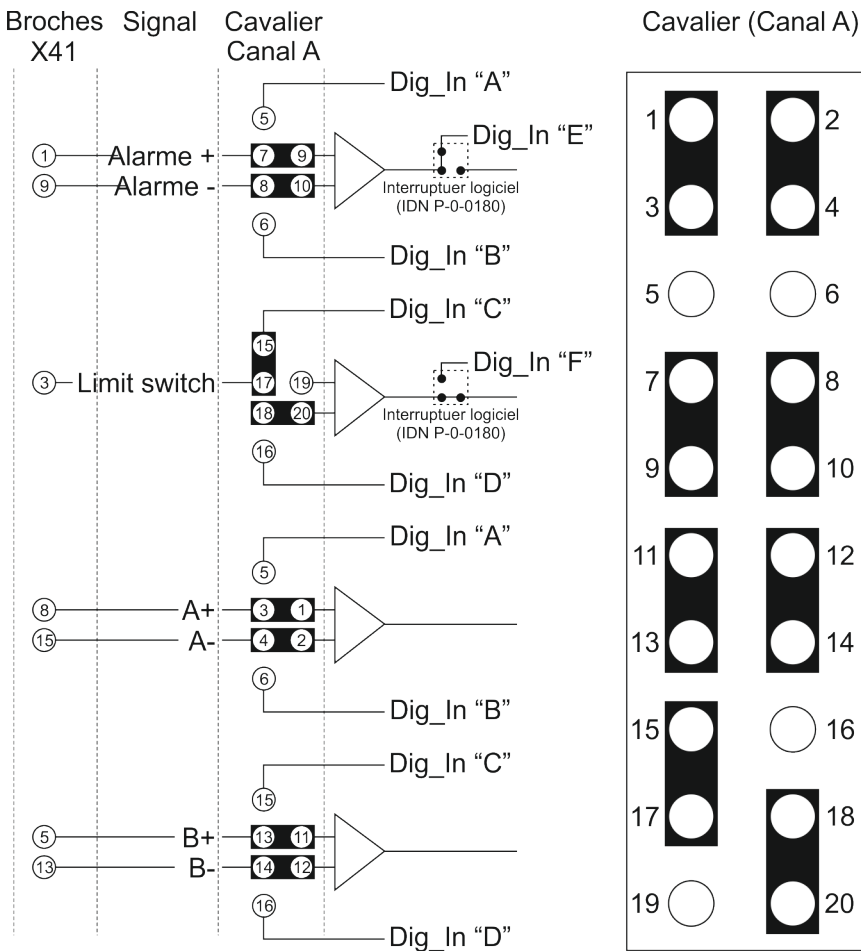 Broches Signal Cavalier Cavalier (Canal A)
X41 Canal A
Dig_In “A”
5
Dig_In “E”
1 Alarme + 7 9
9 Alarme - 8 10
Interruptuer logiciel
(IDN P-0-0180)
6
Dig_In “B”
Dig_In “C”
15
Dig_In “F”
3 Limit switch 17 19
18 20
Interruptuer logiciel
(IDN P-0-0180)
16
Dig_In “D”
Dig_In “A”
5
8 A+ 3 1
15 A- 4 2
6
Dig_In “B”
Dig_In “C”
15
5 B+ 13 11
13 B- 14 12
16
Dig_In “D”
1 2
3 4
5 6
7 8
9 10
11 12
13 14
15 16
17 18
19 20